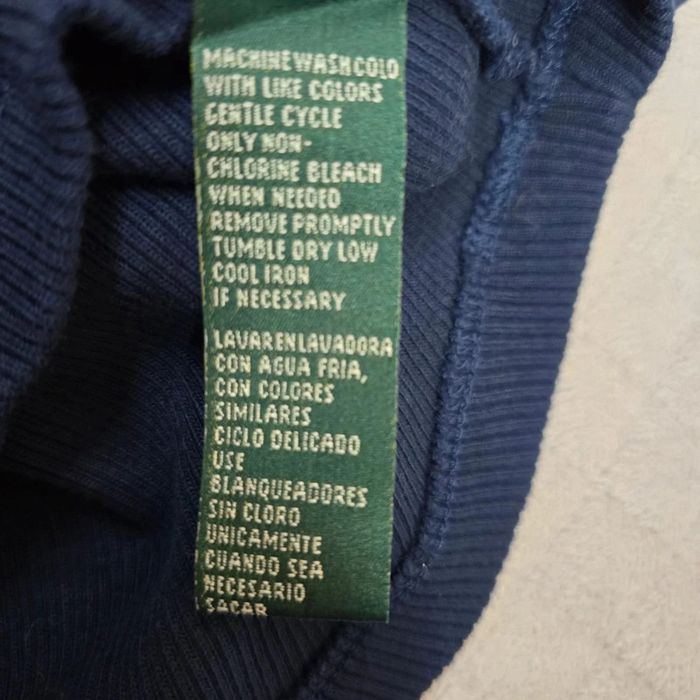 MACHINE WASH COLD
WITH LIKE COLORS
GENTLE CYCLE
ONLY NON-
CHLORINE BLEACH
WHEN NEEDED
REMOVE PROMPTLY
TUMBLE DRY LOW
COOL IRON
IF NECESSARY
LAVAR EN LAVADORA
CON AGUA FRIA,
CON COLORES
SIMILARES
CICLO DELICADO
USE
BLANQUEADORES
SIN CLORO
UNICAMENTE
CUANDO SEA
NECESARIO
SACAR